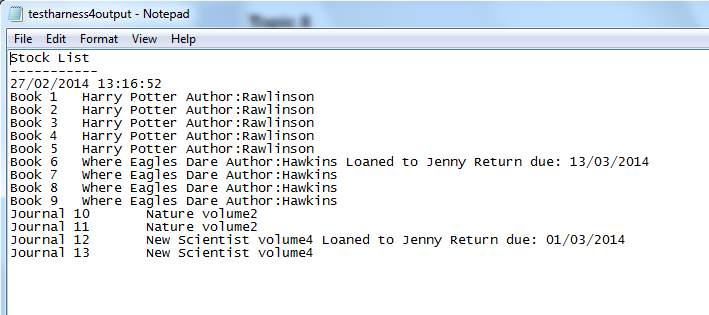 Topic 8
testharness4output - Notepad
File Edit Format View Help
Stock List
-----------
27/02/2014 13:16:52
Book 1 Harry Potter Author:Rawlinson
Book 2 Harry Potter Author:Rawlinson
Book 3 Harry Potter Author:Rawlinson
Book 4 Harry Potter Author:Rawlinson
Book 5 Harry Potter Author:Rawlinson
Book 6 Where Eagles Dare Author:Hawkins Loaned to Jenny Return due: 13/03/2014
Book 7 Where Eagles Dare Author:Hawkins
Book 8 Where Eagles Dare Author:Hawkins
Book 9 Where Eagles Dare Author:Hawkins
Journal 10 Nature volume2
Journal 11 Nature volume2
Journal 12 New Scientist volume4 Loaned to Jenny Return due: 01/03/2014
Journal 13 New Scientist volume4